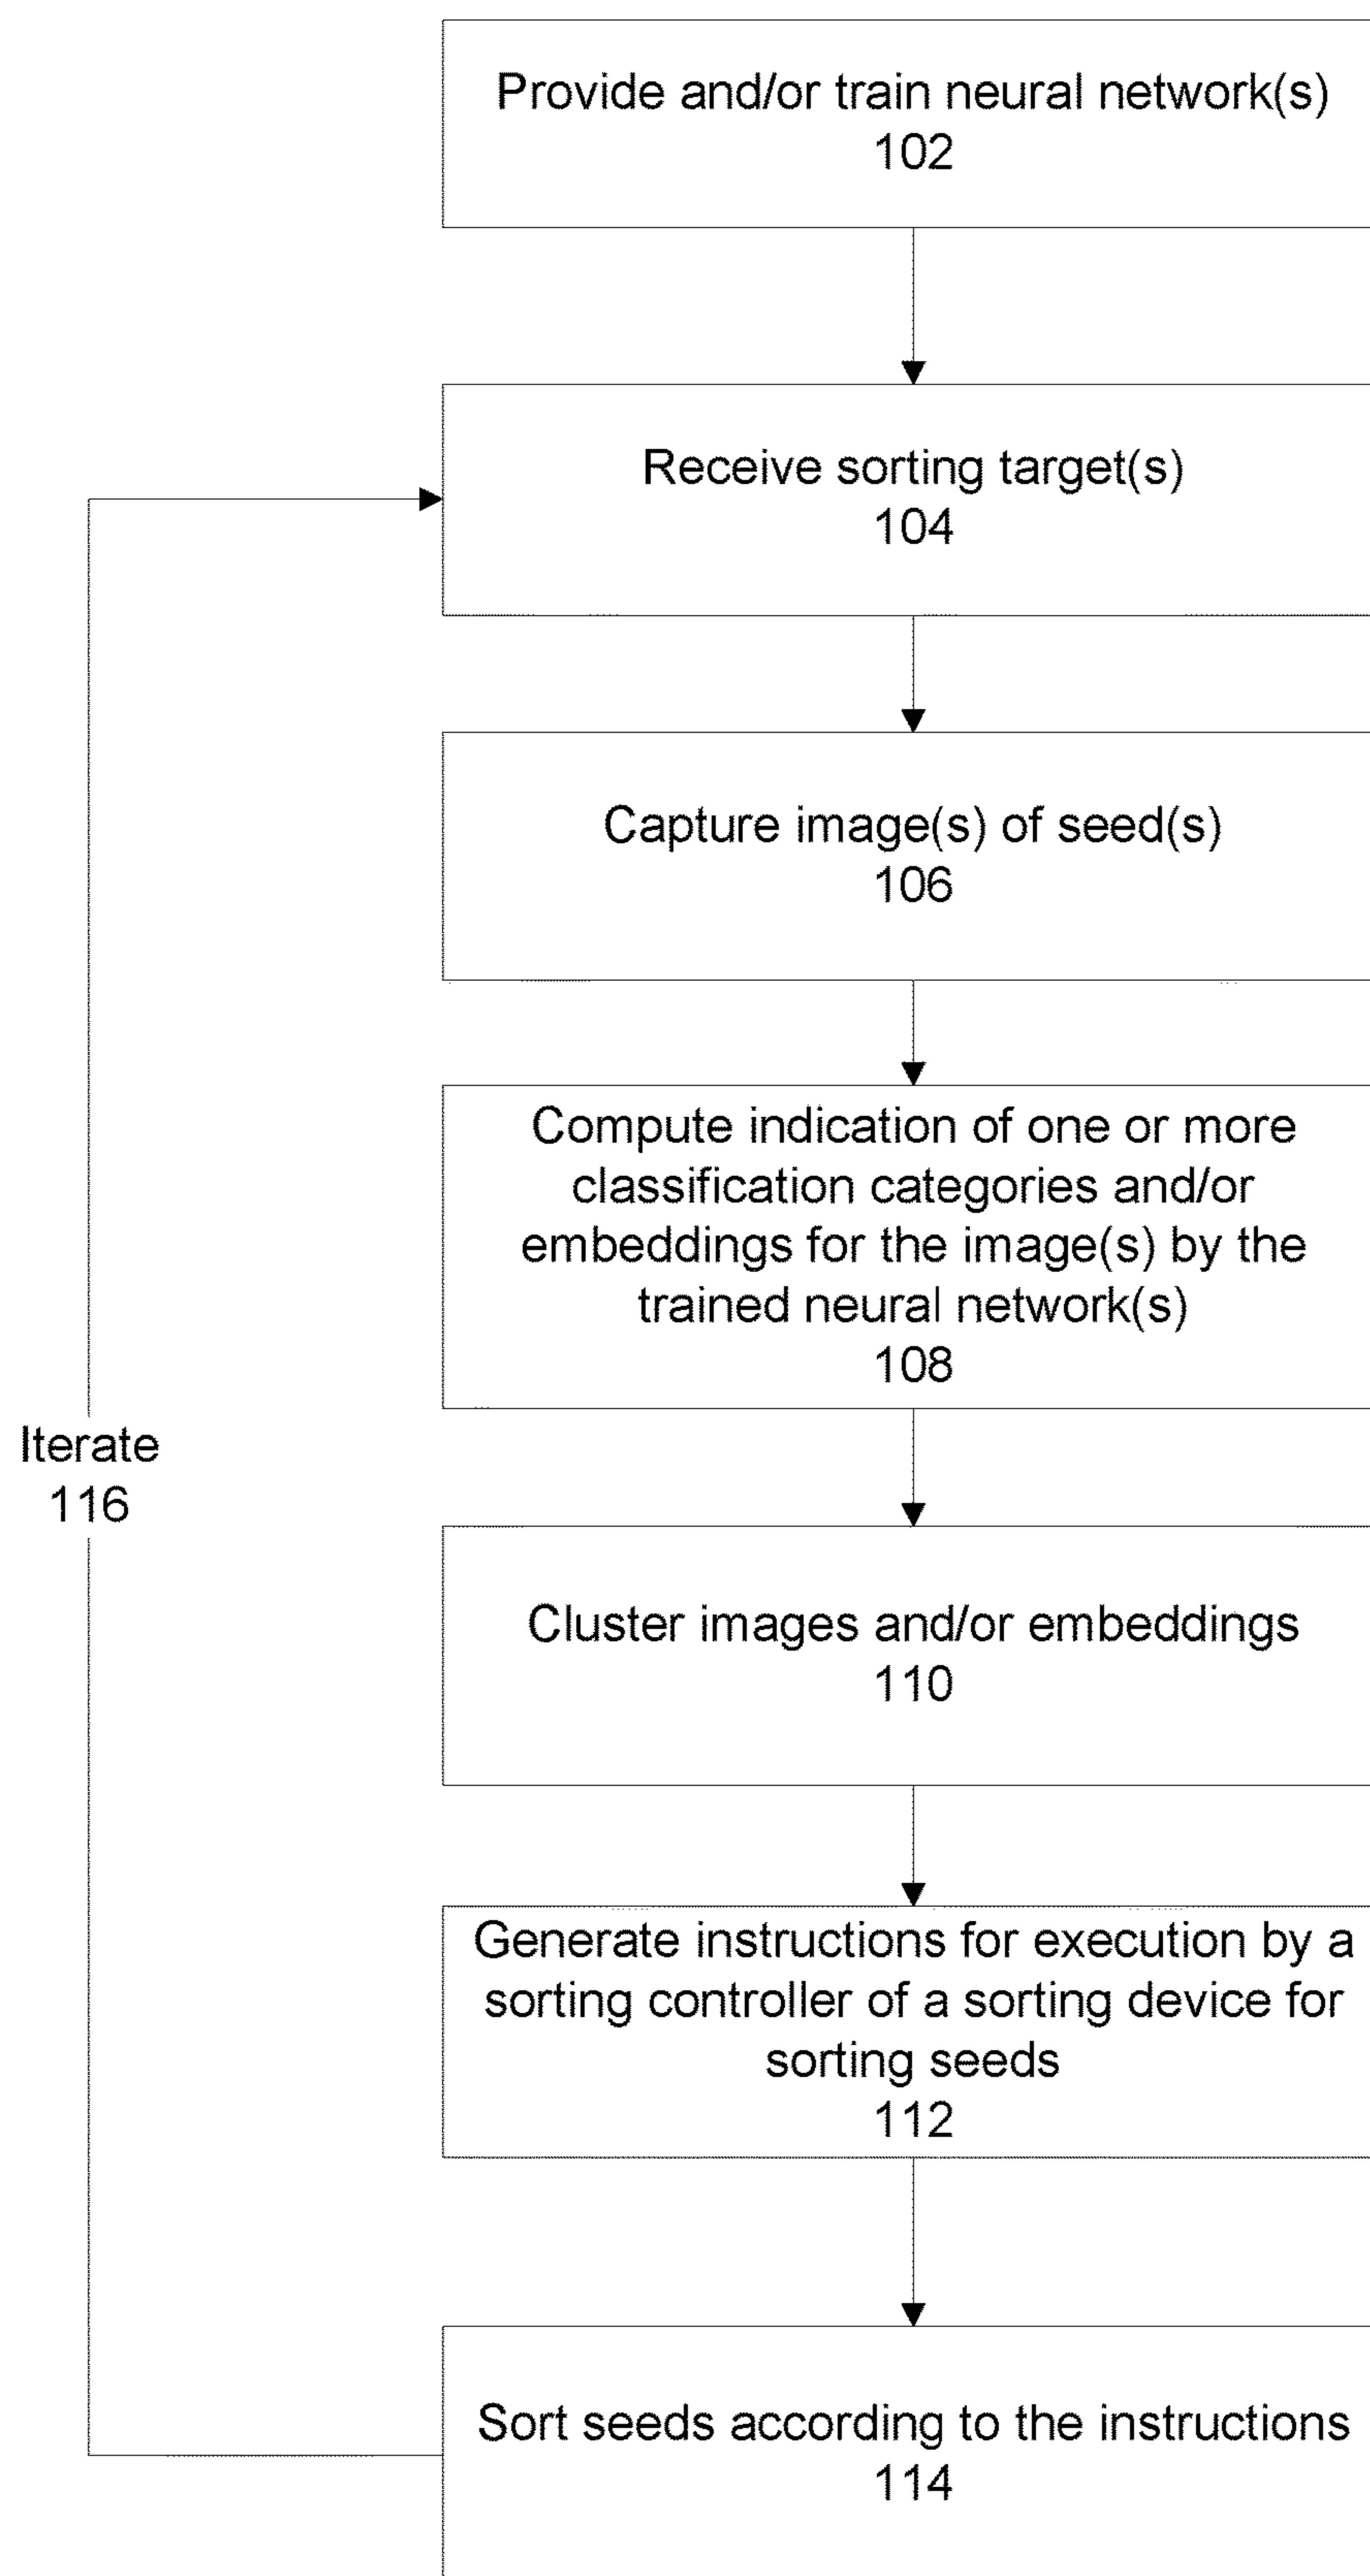 Provide and/or train neural network(s)
102
Receive sorting target(s)
104
Capture image(s) of seed(s)
106
Compute indication of one or more
classification categories and/or
embeddings for the image(s) by the
trained neural network(s)
108
Iterate
116
Cluster images and/or embeddings
110
Generate instructions for execution by a
sorting controller of a sorting device for
sorting seeds
112
Sort seeds according to the instructions
114